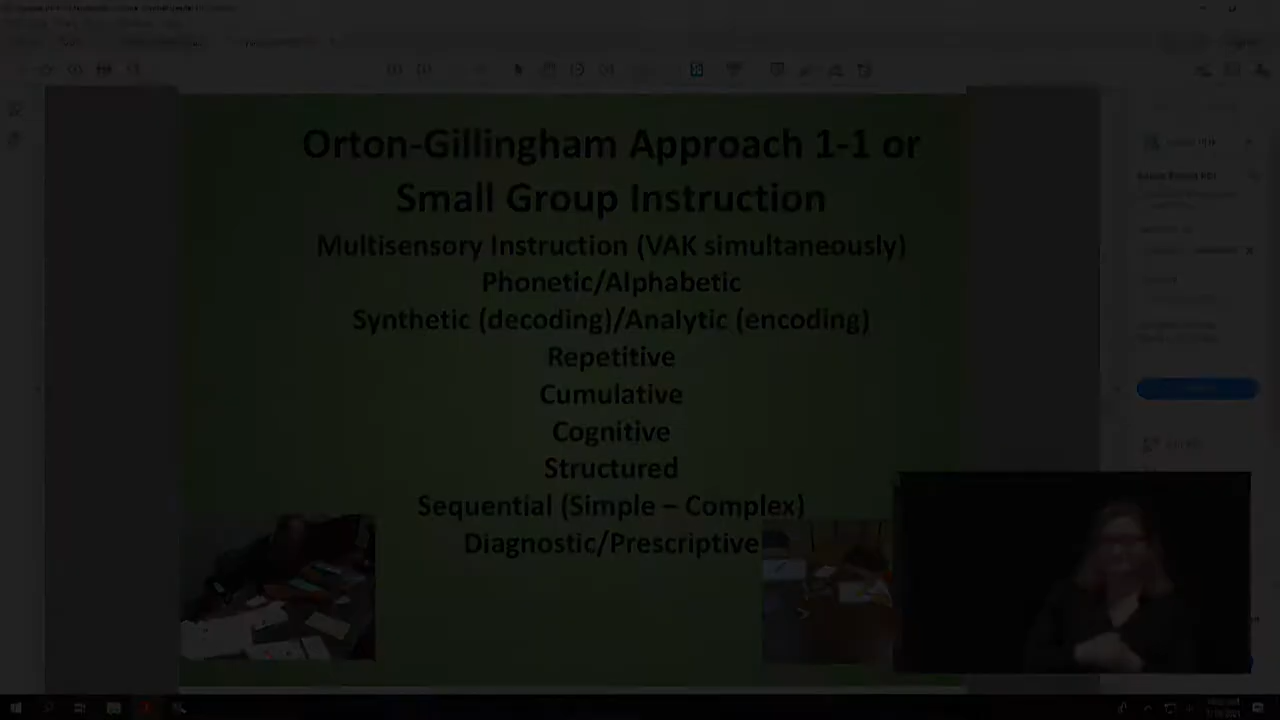 Orton-Gillingham Approach 1-1 or
Small Group Instruction
Multisensory Instruction (VAK simultaneously)
Phonetic/Alphabetic
Synthetic (decoding)/Analytic (encoding)
Repetitive
Cumulative
Cognitive
Structured
Sequential (Simple – Complex)
Diagnostic/Prescriptive